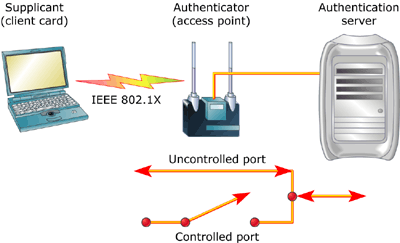 Supplicant
(client card)
Authenticator
(access point)
Authentication
server
IEEE 802.1X
Uncontrolled port
Controlled port